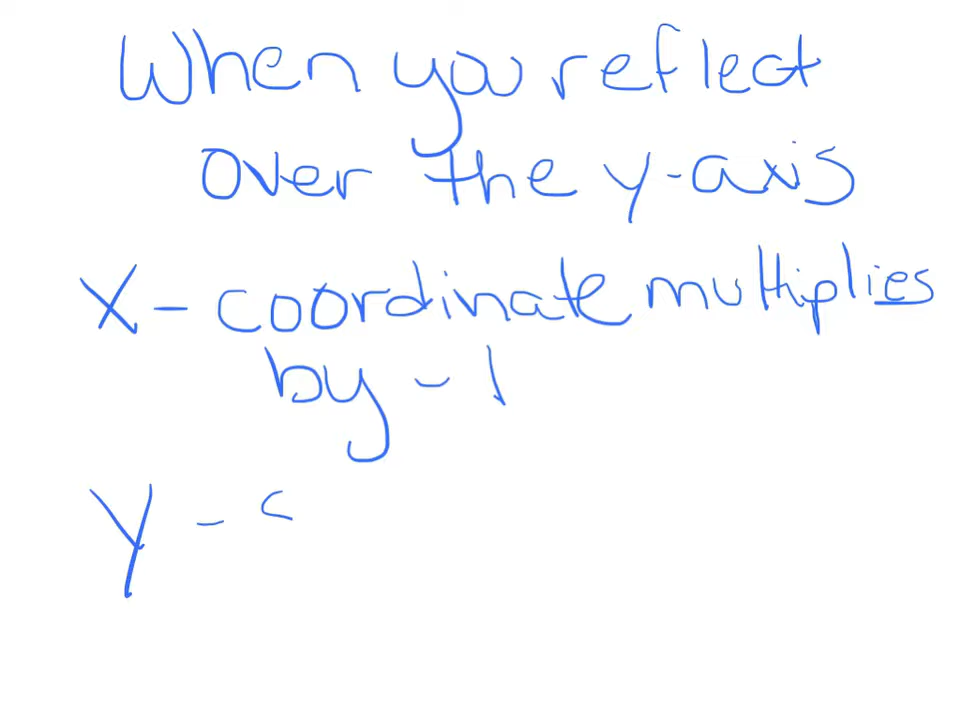 When you reflect
over the y-axis
X-coordinate multiplies
by -1
Y-c